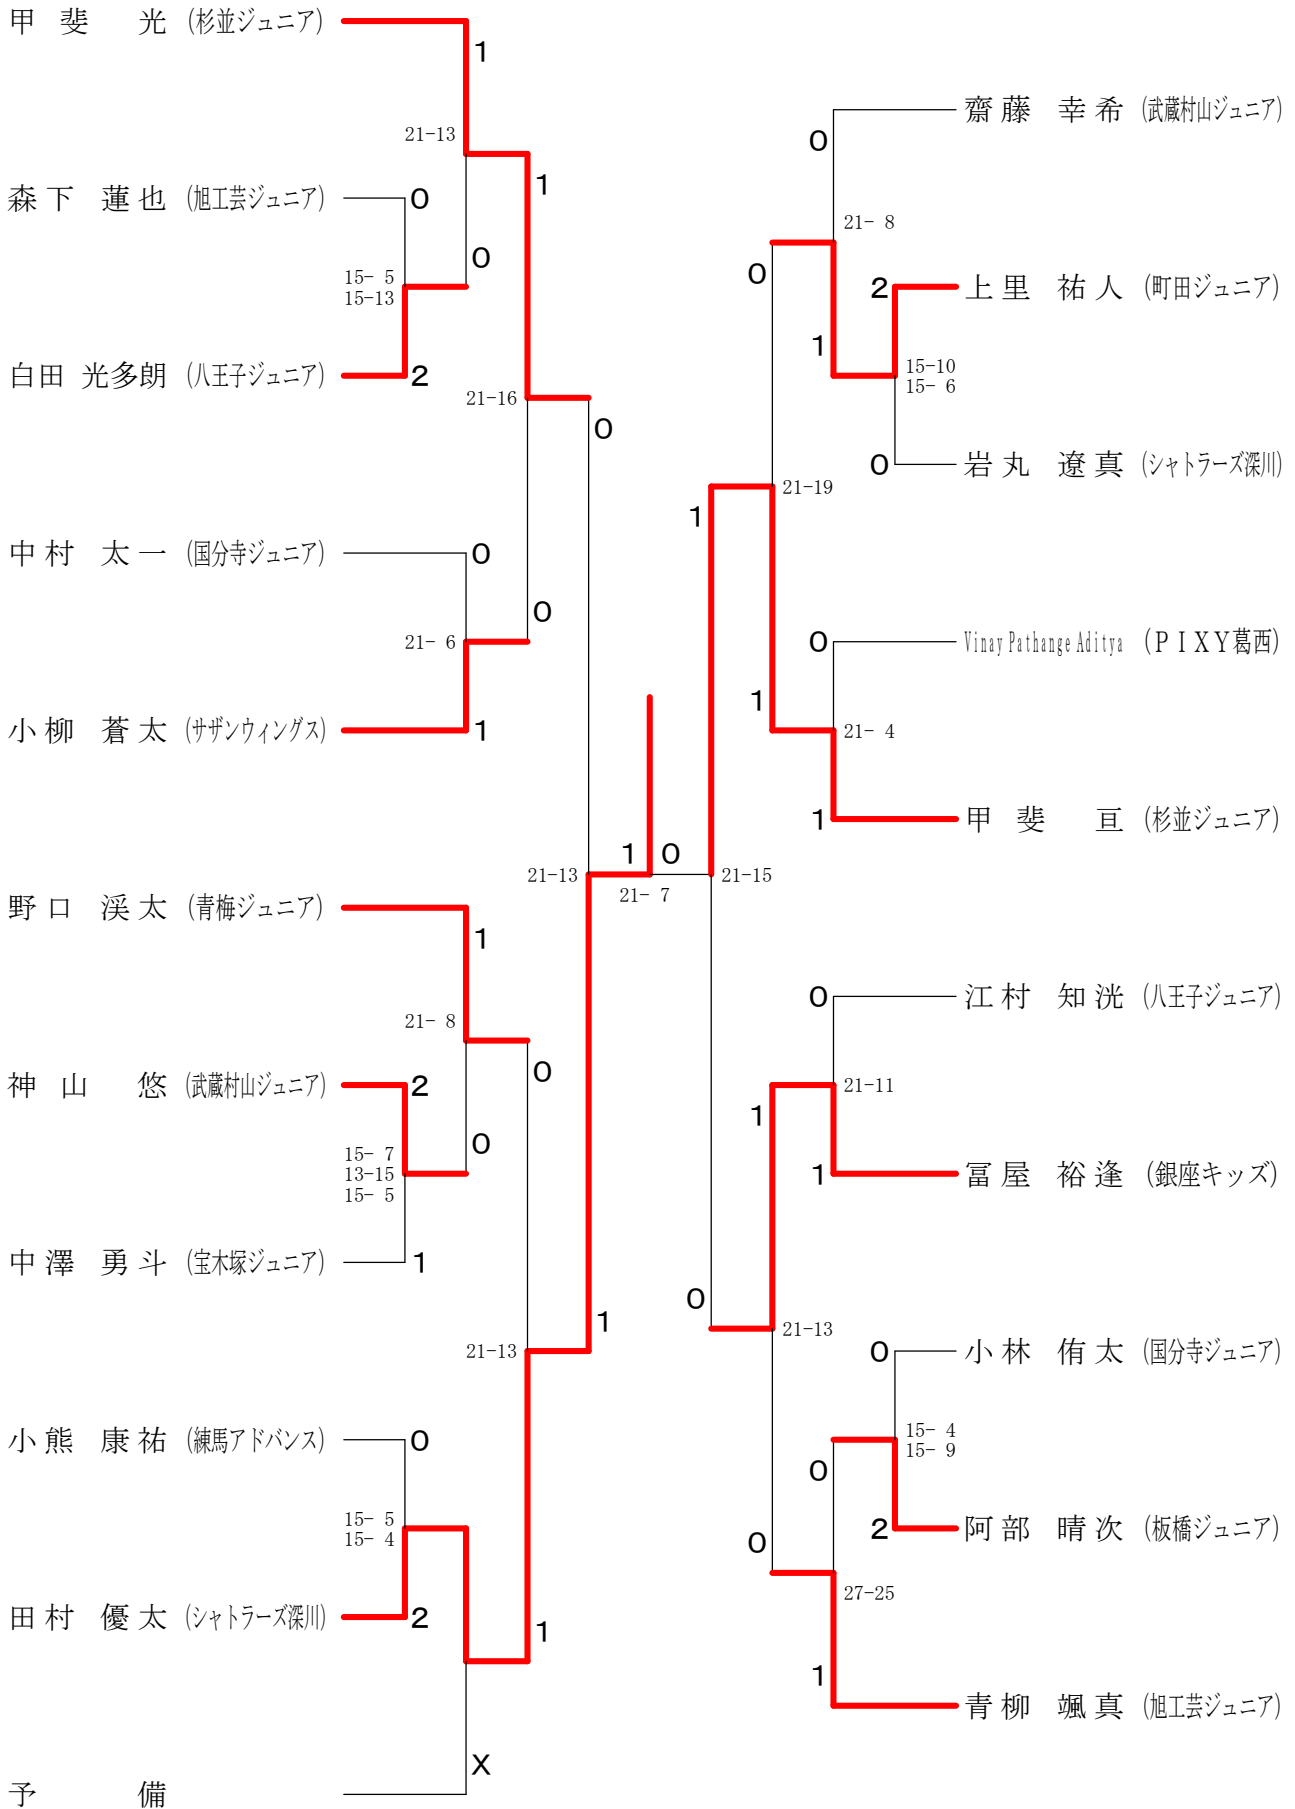 甲斐 光 (杉並ジュニア)
1
21-13
1
森下 蓮也 (旭工芸ジュニア)
0
0
15- 5
15-13
白田 光多朗 (八王子ジュニア)
2
21-16
0
中村 太一 (国分寺ジュニア)
0
0
21- 6
小柳 蒼太 (サザンウィングス)
1
21-13
1
0
21- 7
野口 渓太 (青梅ジュニア)
1
21- 8
0
神山 悠 (武蔵村山ジュニア)
2
0
15- 7
13-15
15- 5
中澤 勇斗 (宝木塚ジュニア)
1
1
21-13
小熊 康祐 (練馬アドバンス)
0
15- 5
15- 4
田村 優太 (シャトラーズ深川)
2
1
X
予備
齋藤 幸希 (武蔵村山ジュニア)
0
21- 8
0
上里 祐人 (町田ジュニア)
2
1
15-10
15- 6
岩丸 遼真 (シャトラーズ深川)
0
21-19
1
Vinay Pathange Aditya (PIXY葛西)
0
1
21- 4
甲斐 亘 (杉並ジュニア)
1
21-15
江村 知洸 (八王子ジュニア)
0
21-11
1
冨屋 裕逢 (銀座キッズ)
1
0
21-13
小林 侑太 (国分寺ジュニア)
0
15- 4
15- 9
0
阿部 晴次 (板橋ジュニア)
2
0
27-25
1
青柳 颯真 (旭工芸ジュニア)